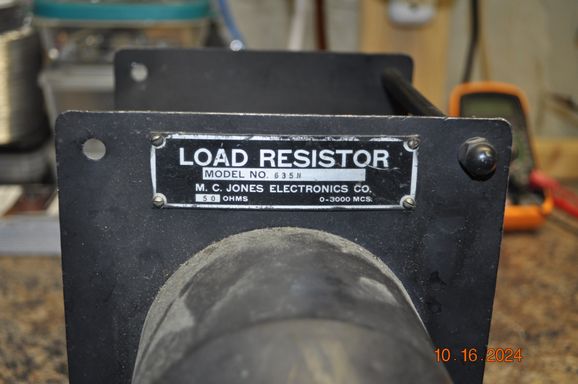 LOAD RESISTOR
MODEL NO. 635N
M. C. JONES ELECTRONICS CO.
50 OHMS 0-3000 MCS.
10.16.2024